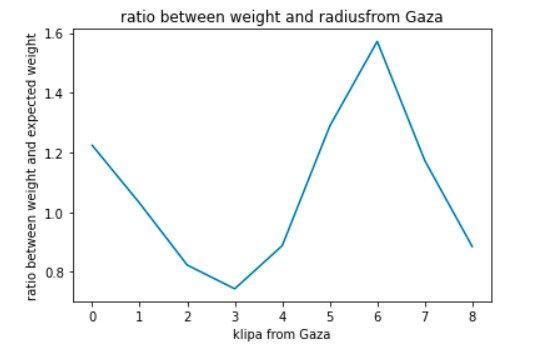 ratio between weight and radiusfrom Gaza
ratio between weight and expected weight
1.6
1.4
1.2
1.0
0.8
0 1 2 3 4 5 6 7 8
klipa from Gaza